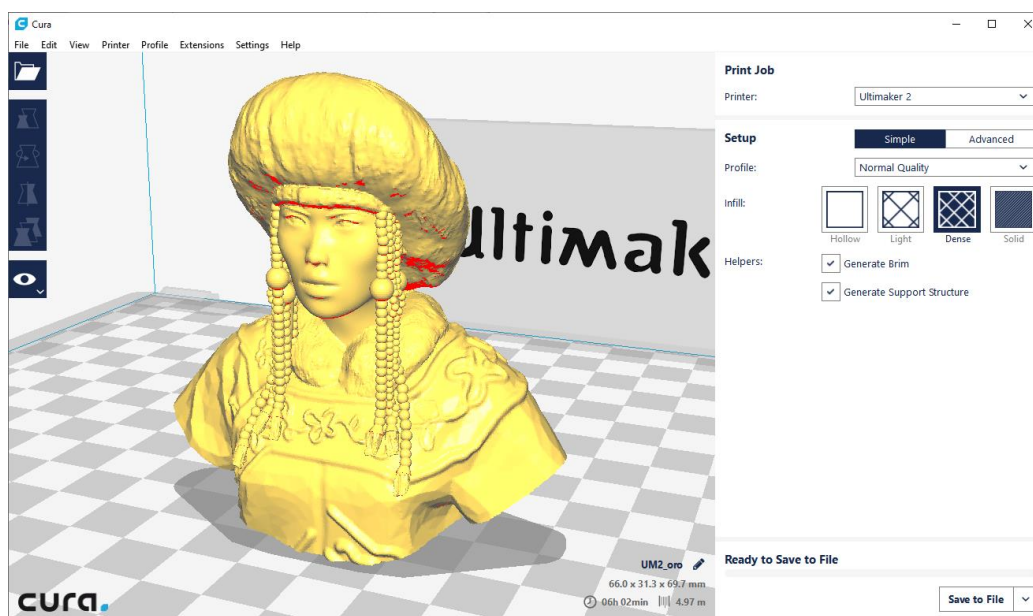 Cura
File Edit View Printer Profile Extensions Settings Help
Print Job
Printer: Ultimaker 2
Setup Simple Advanced
Profile: Normal Quality
Infill:
Hollow Light Dense Solid
Helpers: Generate Brim
Generate Support Structure
ultimak
UM2_oro
66.0 x 31.3 x 69.7 mm
06h 02min 4.97 m
cura.
Ready to Save to File
Save to File